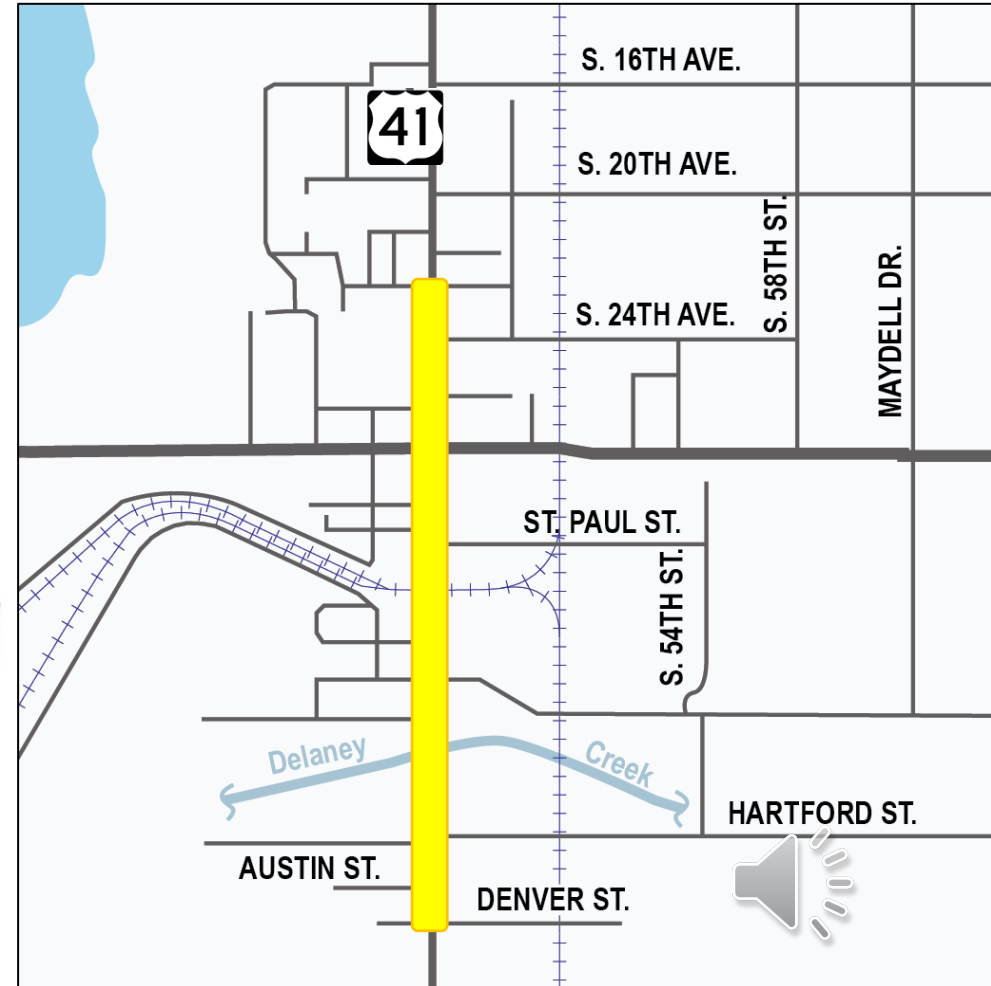 S. 16TH AVE.
41
S. 20TH AVE.
S. 58TH ST.
MAYDELL DR.
S. 24TH AVE.
ST. PAUL ST.
S. 54TH ST.
Delaney Creek
HARTFORD ST.
AUSTIN ST.
DENVER ST.